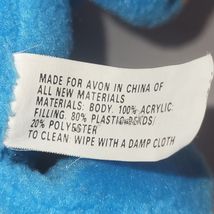 MADE FOR AVON IN CHINA OF
ALL NEW MATERIALS
MATERIALS: BODY. 100% ACRYLIC.
FILLING. 80% PLASTIC
20% POLYESTER
TO CLEAN WIPE WITH A DAMP CLOTH